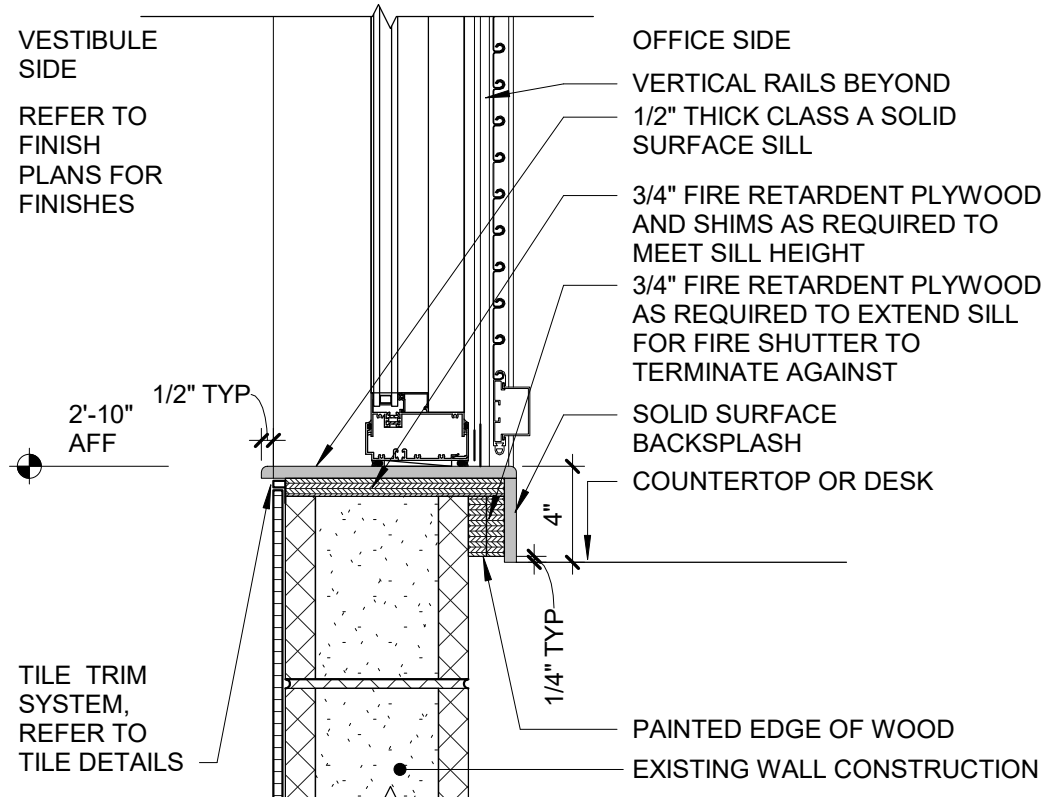 VESTIBULE
SIDE
REFER TO
FINISH
PLANS FOR
FINISHES
1/2" TYP
2'-10"
AFF
TILE TRIM
SYSTEM,
REFER TO
TILE DETAILS
OFFICE SIDE
VERTICAL RAILS BEYOND
1/2" THICK CLASS A SOLID
SURFACE SILL
3/4" FIRE RETARDENT PLYWOOD
AND SHIMS AS REQUIRED TO
MEET SILL HEIGHT
3/4" FIRE RETARDENT PLYWOOD
AS REQUIRED TO EXTEND SILL
FOR FIRE SHUTTER TO
TERMINATE AGAINST
SOLID SURFACE
BACKSPLASH
COUNTERTOP OR DESK
4"
1/4" TYP
PAINTED EDGE OF WOOD
EXISTING WALL CONSTRUCTION